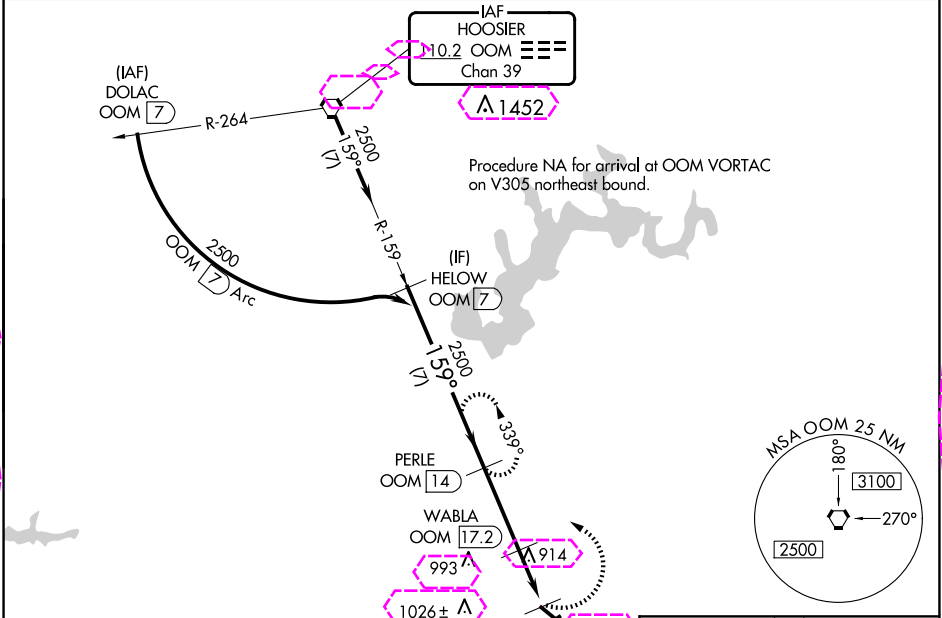 IAF
HOOSIER
110.2 OOM
Chan 39
1452
(IAF)
DOLAC
OOM 7
R-264
2500
159°
(7)
Procedure NA for arrival at OOM VORTAC
on V305 northeast bound.
R-159
2500
OOM 7 Arc
(IF)
HELOW
OOM 7
2500
159°
(7)
339°
PERLE
OOM 14
WABLA
OOM 17.2
914
993
1026±
MSA OOM 25 NM
180°
3100
270°
2500